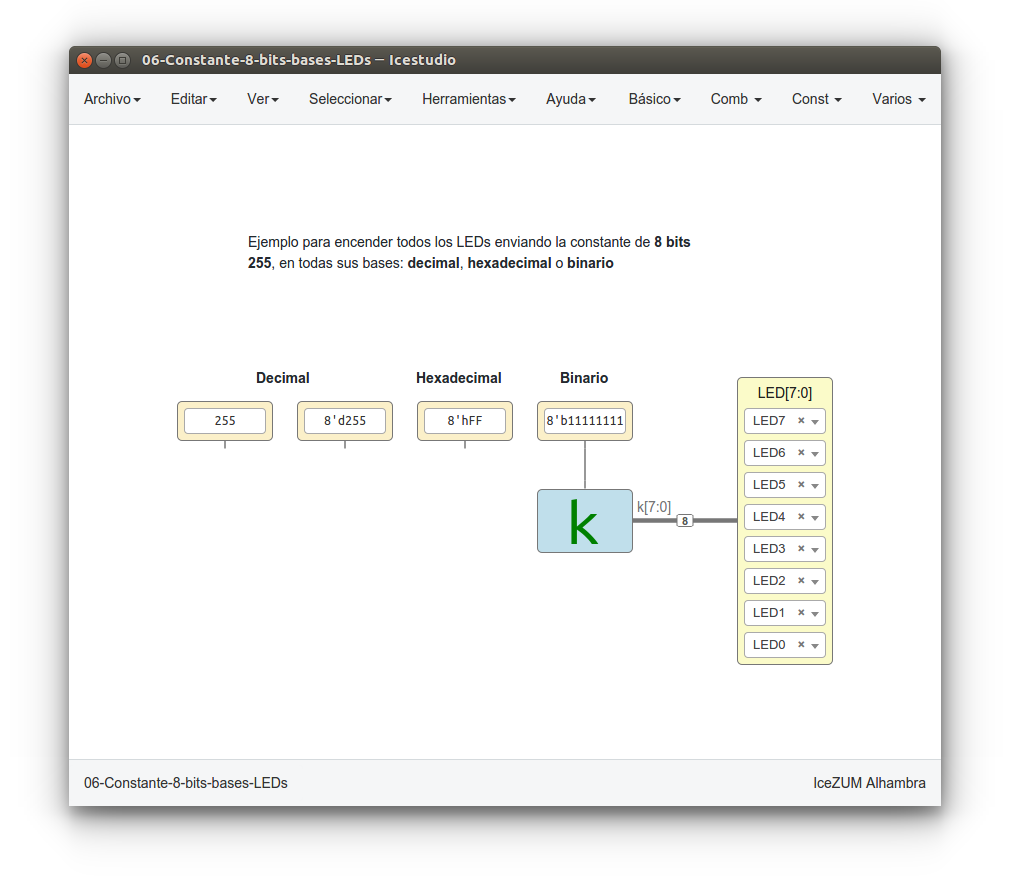 06-Constante-8-bits-bases-LEDs — Icestudio
Archivo Editar Ver Seleccionar Herramientas Ayuda Básico Comb Const Varios
Ejemplo para encender todos los LEDs enviando la constante de 8 bits
255, en todas sus bases: decimal, hexadecimal o binario
Decimal Hexadecimal Binario
255 8'd255 8'hFF 8'b11111111
k
k[7:0]
8
LED[7:0]
LED7
LED6
LED5
LED4
LED3
LED2
LED1
LED0
06-Constante-8-bits-bases-LEDs IceZUM Alhambra